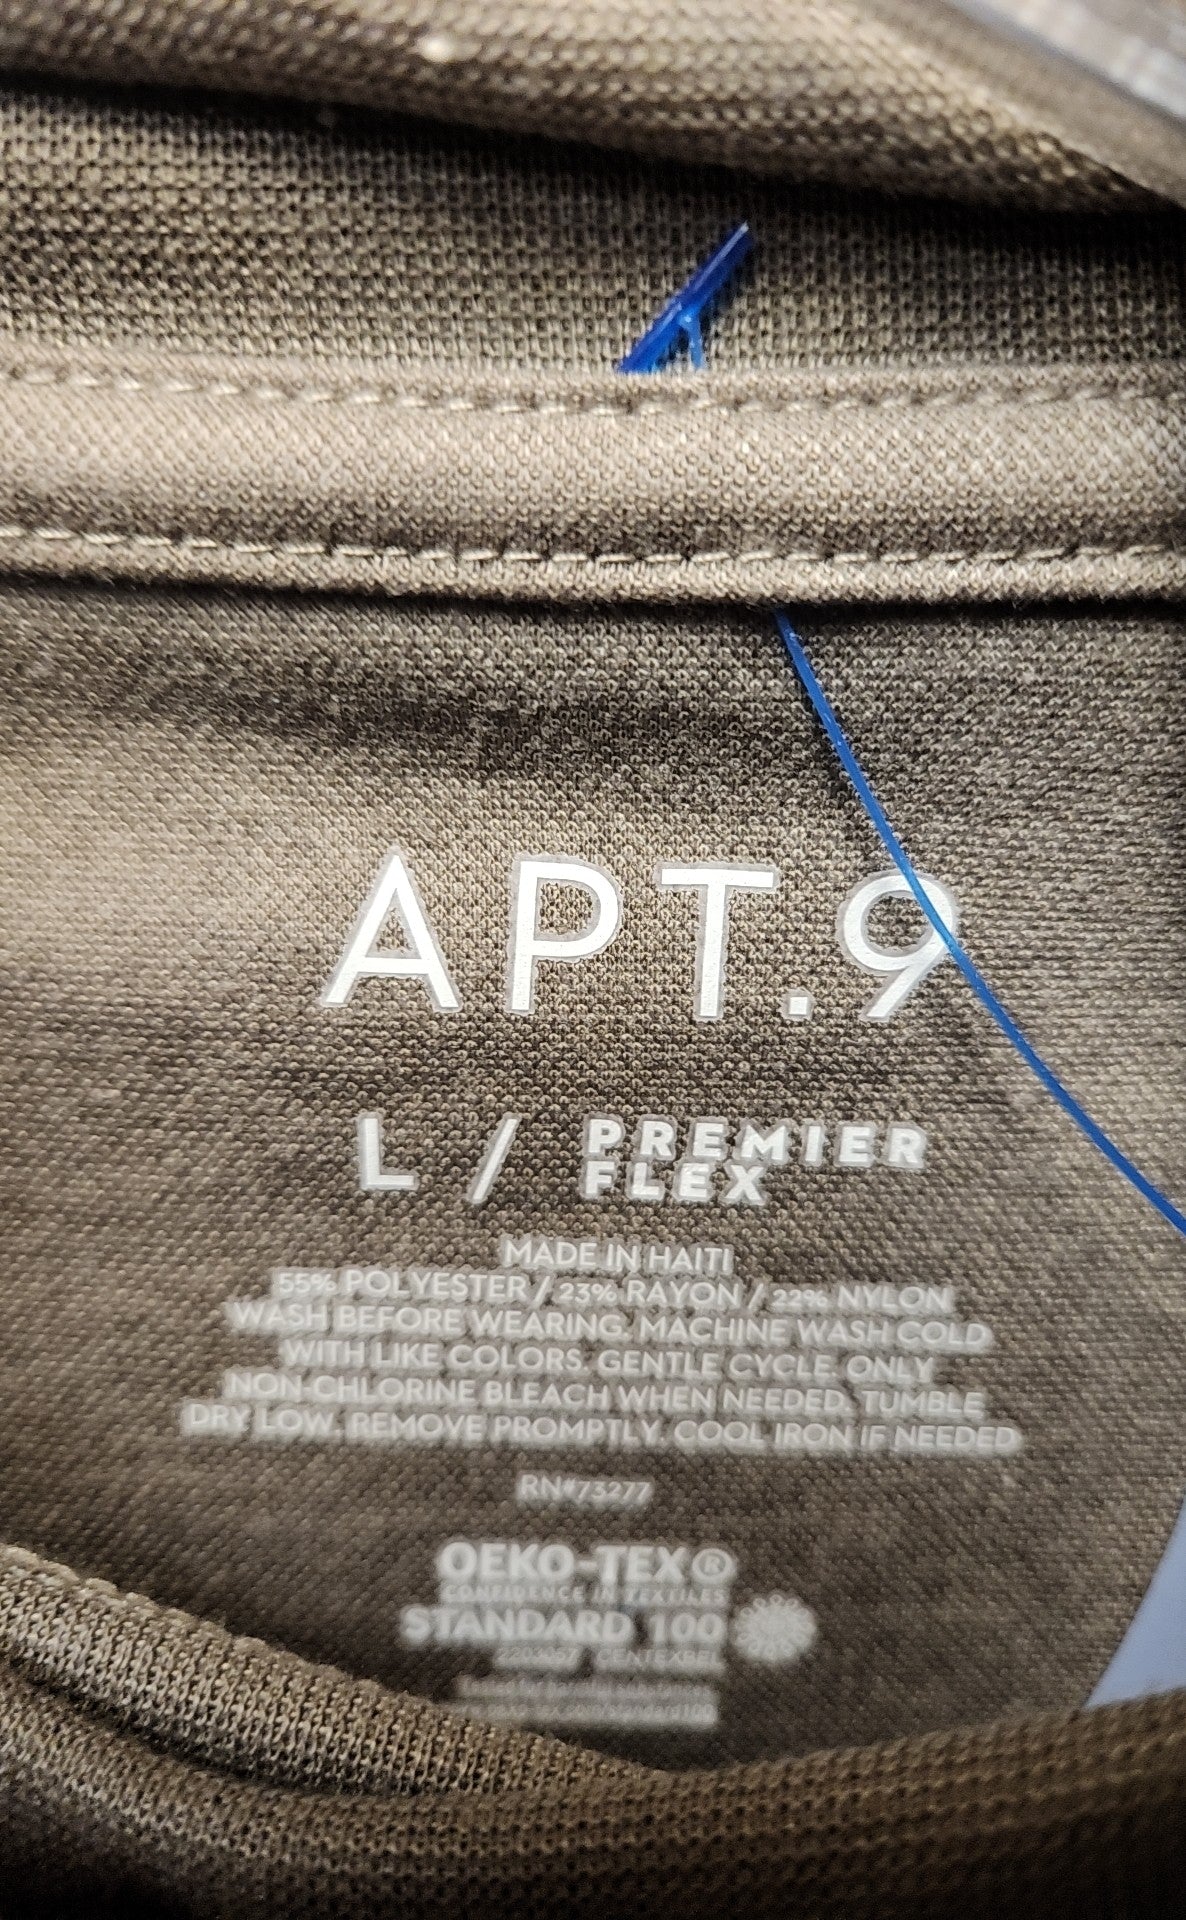 APT.9
L / PREMIER
FLEX
MADE IN HAITI
55% POLYESTER / 23% RAYON / 22% NYLON
WASH BEFORE WEARING. MACHINE WASH COLD
WITH LIKE COLORS. GENTLE CYCLE. ONLY
NON-CHLORINE BLEACH WHEN NEEDED. TUMBLE
DRY LOW. REMOVE PROMPTLY. COOL IRON IF NEEDED
RN#73277
OEKO-TEX®
CONFIDENCE IN TEXTILES
STANDARD 100
CENTEXBEL